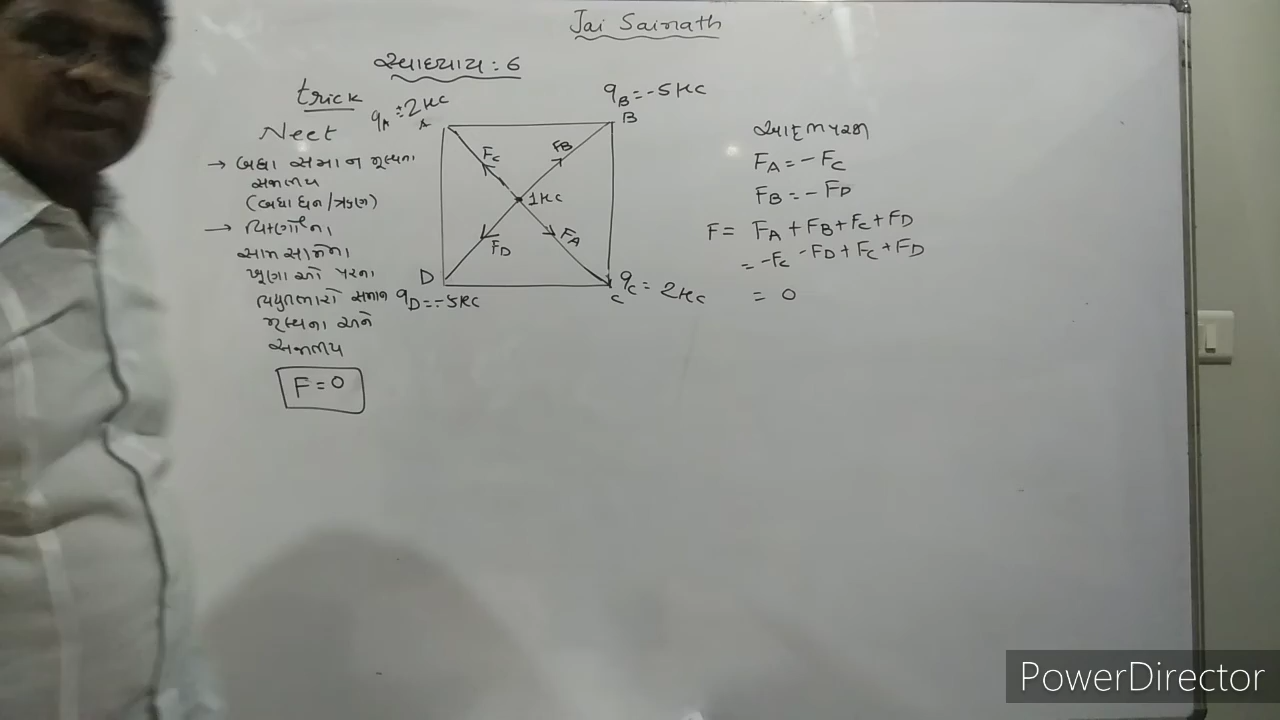 Jai Sainath
સ્વાધ્યાય : 6
trick
Neet
→ બધા સમાન મૂલ્યના
સજાતીય
(બધા ધન/ઋણ)
→ વિકર્ણોના
સામ સામેના
ખૂણા ઓ પરના
વિદ્યુતભારો સમાન
મૂલ્યના અને
સજાતીય
F = 0
qA = 2μC
A
qB = -5μC
B
FC
FB
1μC
FD
FA
D
qD = -5μC
qC = 2μC
C
FA = - FC
FB = - FD
F = FA + FB + FC + FD
= -FC - FD + FC + FD
= 0
PowerDirector